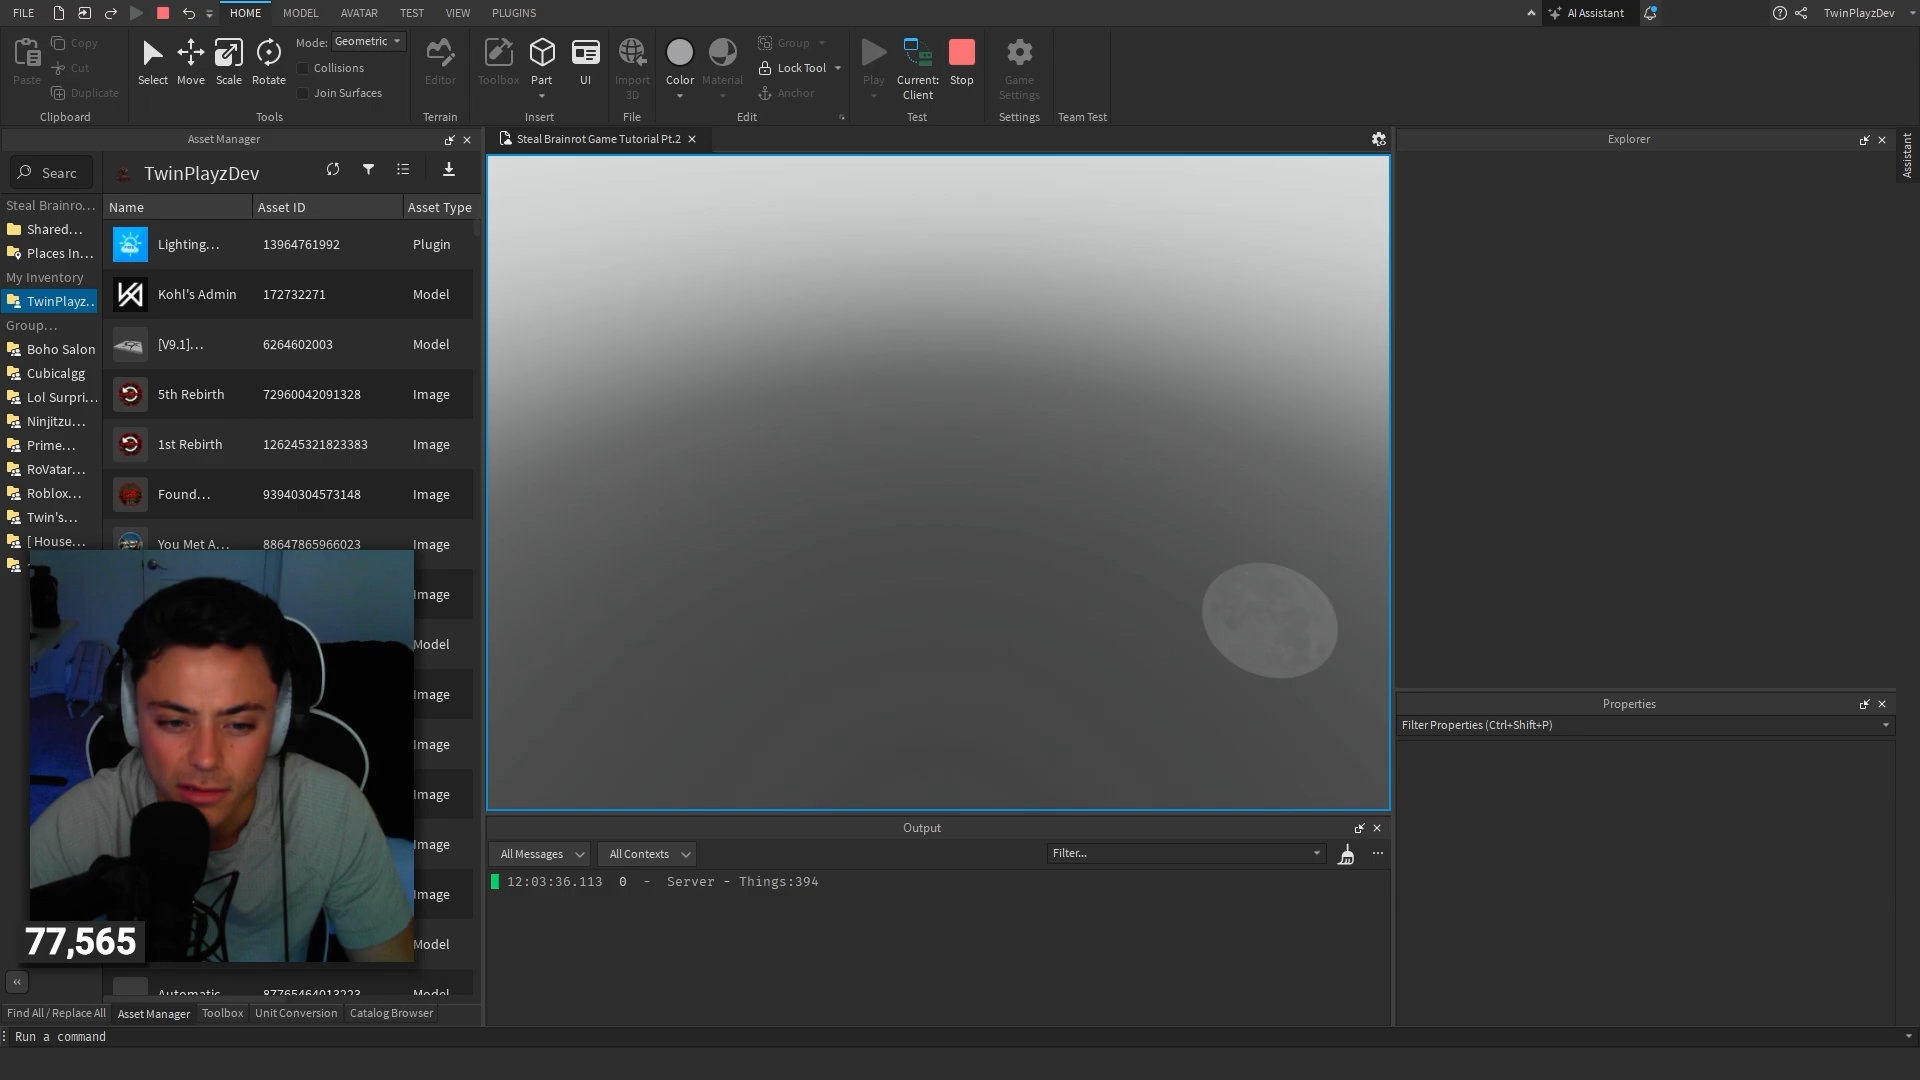 FILE HOME MODEL AVATAR TEST VIEW PLUGINS AI Assistant TwinPlayzDev
Paste Copy Cut Duplicate Clipboard
Select Move Scale Rotate Mode: Geometric Collisions Join Surfaces Tools
Editor Terrain
Toolbox Part UI Insert
Import 3D File
Color Material Group Lock Tool Anchor Edit
Play Current: Client Stop Test
Game Settings Settings
Team Test
Asset Manager
Searc
TwinPlayzDev
Steal Brainro...
Shared...
Places In...
My Inventory
TwinPlayz..
Group...
Boho Salon
Cubicalgg
Lol Surpri...
Ninjitzu...
Prime...
RoVatar...
Roblox...
Twin's...
[ House...
Name Asset ID Asset Type
Lighting... 13964761992 Plugin
Kohl's Admin 172732271 Model
[V9.1]... 6264602003 Model
5th Rebirth 72960042091328 Image
1st Rebirth 126245321823383 Image
Found... 93940304573148 Image
You Met A... 88647865966023 Image
Image
Model
Image
Image
Image
Image
Image
Model
Automatic 87765464013223 Model
77,565
«
Find All / Replace All Asset Manager Toolbox Unit Conversion Catalog Browser
Steal Brainrot Game Tutorial Pt.2
Output
All Messages All Contexts Filter... ...
12:03:36.113 0 - Server - Things:394
Explorer
Assistant
Properties
Filter Properties (Ctrl+Shift+P)
Run a command